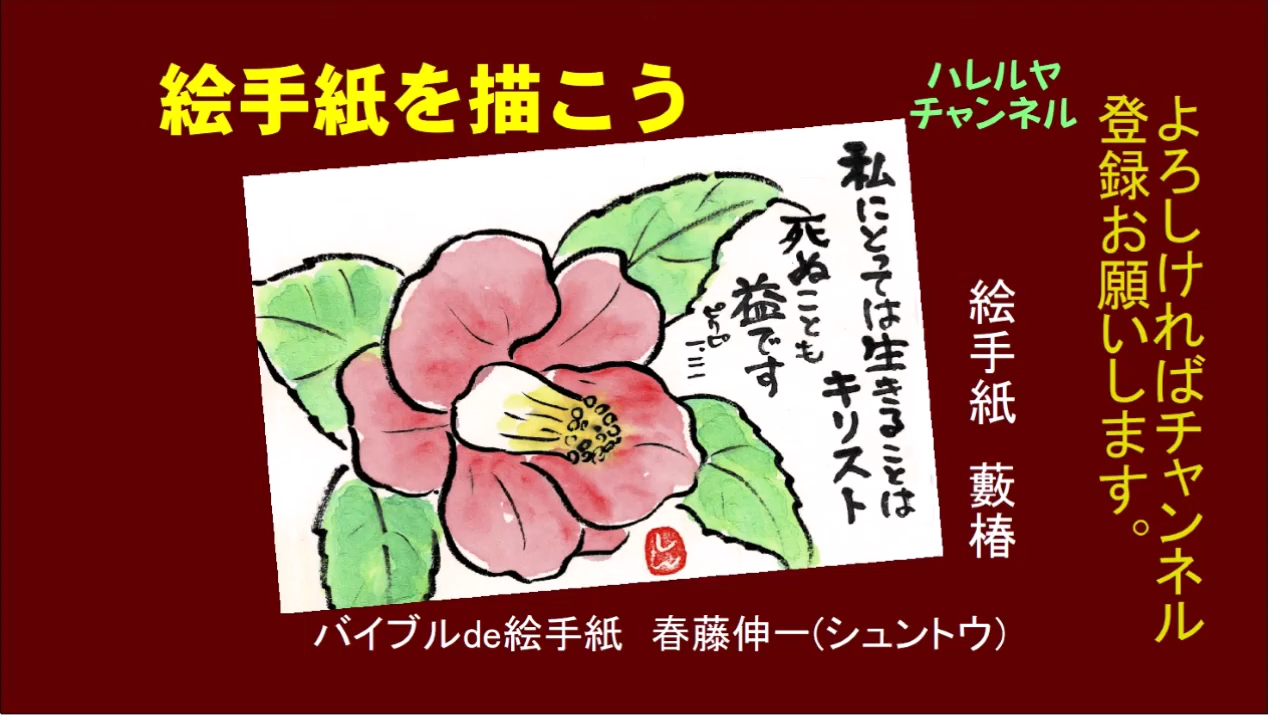 絵手紙を描こう
ハレルヤ
チャンネル
よろしければチャンネル
登録お願いします。
私にとっては生きることは
キリスト
死ぬことも
益です
ピリピ一・二一
しん
絵手紙　藪椿
バイブルde絵手紙　春藤伸一(シュントウ)